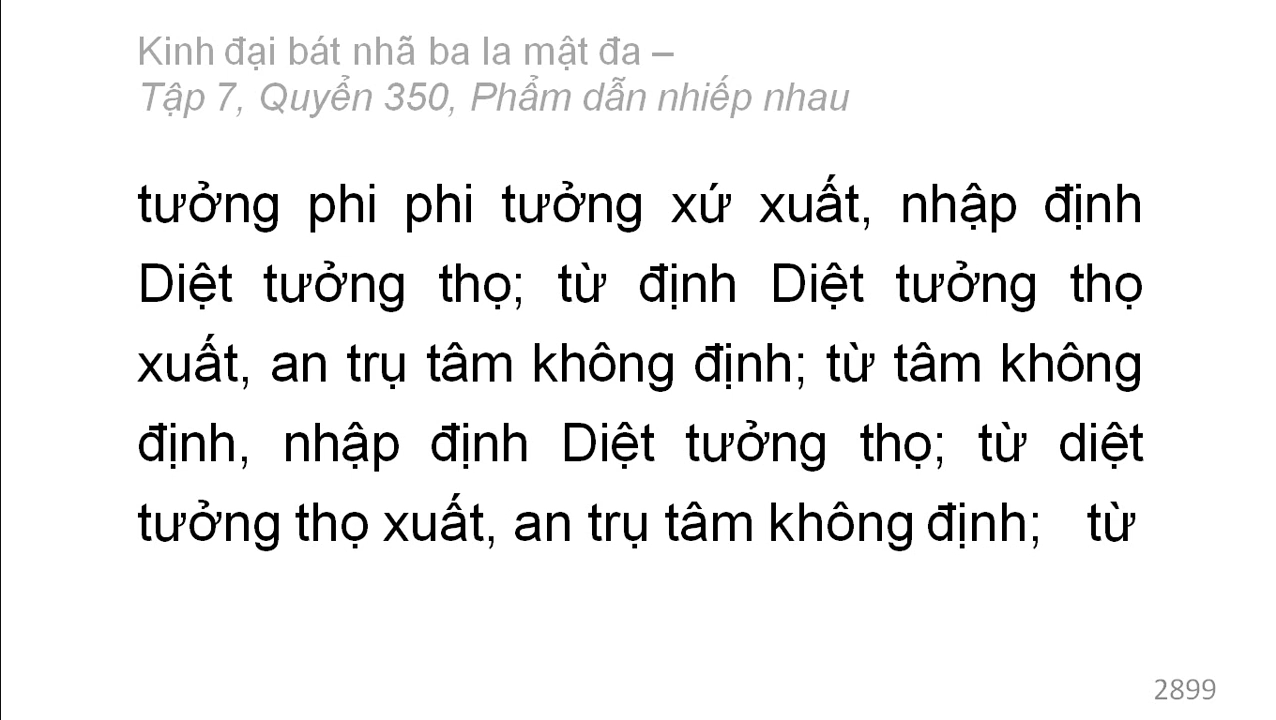 Kinh đại bát nhã ba la mật đa –
Tập 7, Quyển 350, Phẩm dẫn nhiếp nhau
tưởng phi phi tưởng xứ xuất, nhập định
Diệt tưởng thọ; từ định Diệt tưởng thọ
xuất, an trụ tâm không định; từ tâm không
định, nhập định Diệt tưởng thọ; từ diệt
tưởng thọ xuất, an trụ tâm không định; từ
2899